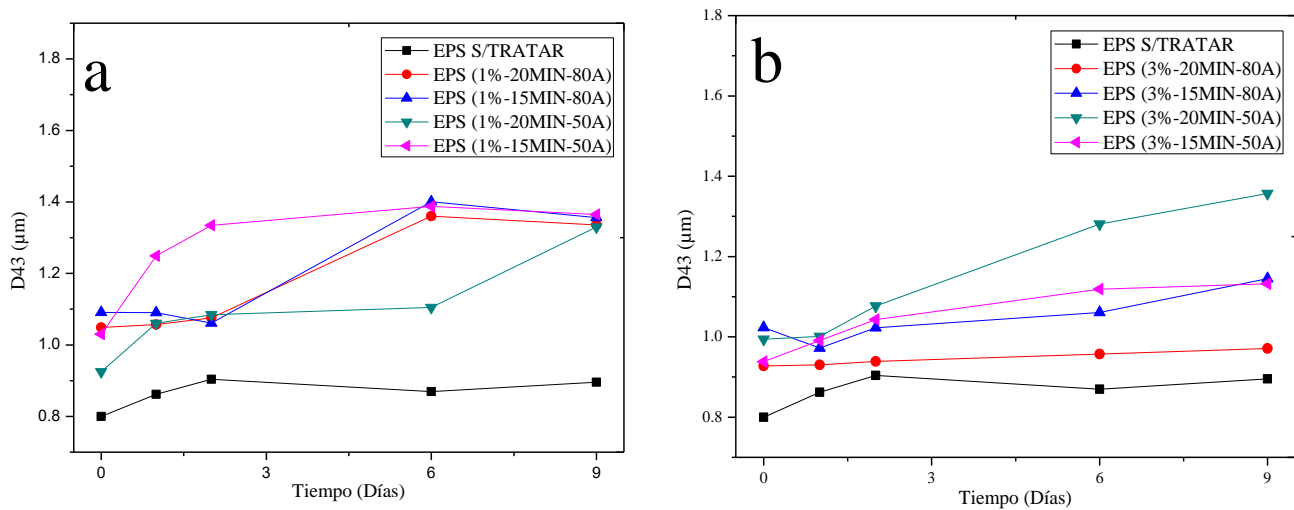 a
EPS S/TRATAR
EPS (1%-20MIN-80A)
EPS (1%-15MIN-80A)
EPS (1%-20MIN-50A)
EPS (1%-15MIN-50A)
1.8
1.6
1.4
1.2
1.0
0.8
D43 (µm)
0
3
6
9
Tiempo (Días)
b
EPS S/TRATAR
EPS (3%-20MIN-80A)
EPS (3%-15MIN-80A)
EPS (3%-20MIN-50A)
EPS (3%-15MIN-50A)
1.8
1.6
1.4
1.2
1.0
0.8
D43 (µm)
0
3
6
9
Tiempo (Días)